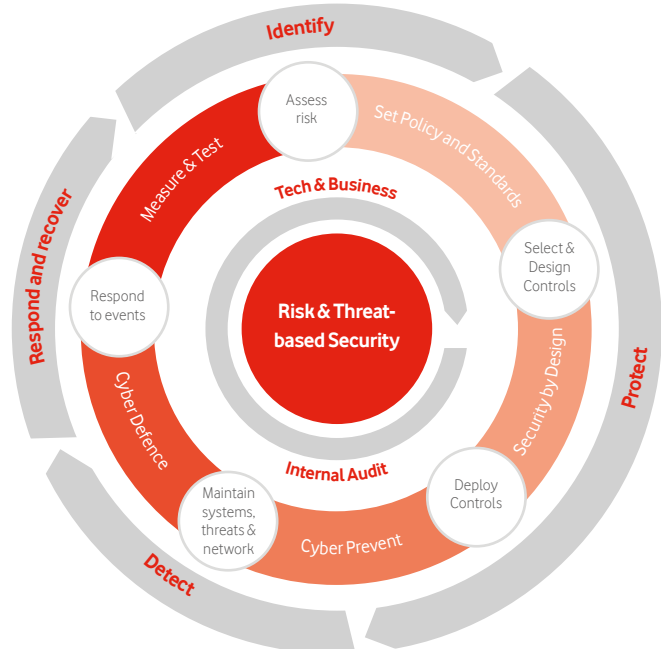 Identify
Assess
risk
Set Policy and Standards
Measure & Test
Tech & Business
Respond and recover
Select &
Design
Controls
Respond
to events
Risk & Threat-
based Security
Protect
Security by Design
Cyber Defence
Internal Audit
Deploy
Controls
Maintain
systems,
threats &
network
Cyber Prevent
Detect